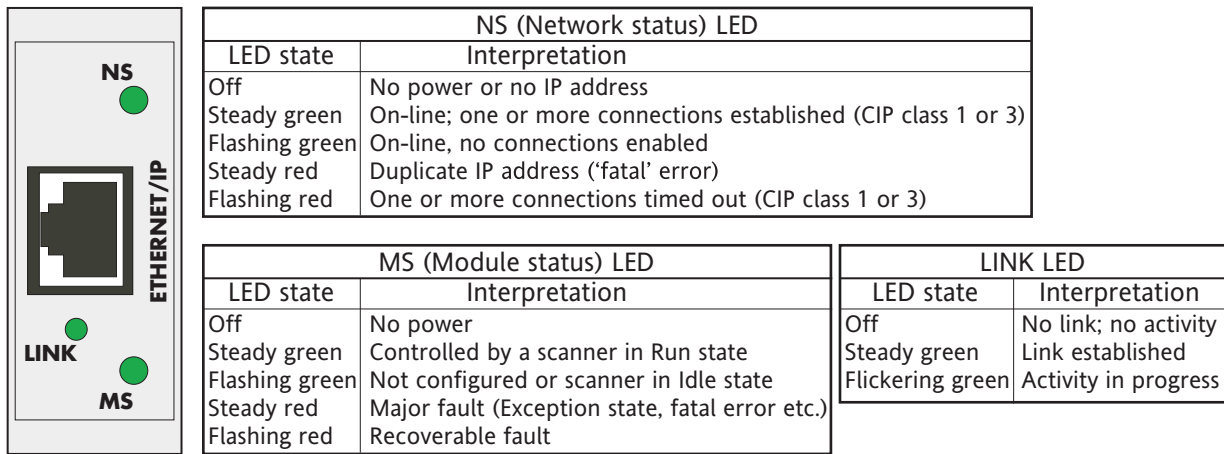 NS
ETHERNET/IP
LINK
MS
NS (Network status) LED
LED state Interpretation
Off No power or no IP address
Steady green On-line; one or more connections established (CIP class 1 or 3)
Flashing green On-line, no connections enabled
Steady red Duplicate IP address (‘fatal’ error)
Flashing red One or more connections timed out (CIP class 1 or 3)
MS (Module status) LED
LED state Interpretation
Off No power
Steady green Controlled by a scanner in Run state
Flashing green Not configured or scanner in Idle state
Steady red Major fault (Exception state, fatal error etc.)
Flashing red Recoverable fault
LINK LED
LED state Interpretation
Off No link; no activity
Steady green Link established
Flickering green Activity in progress